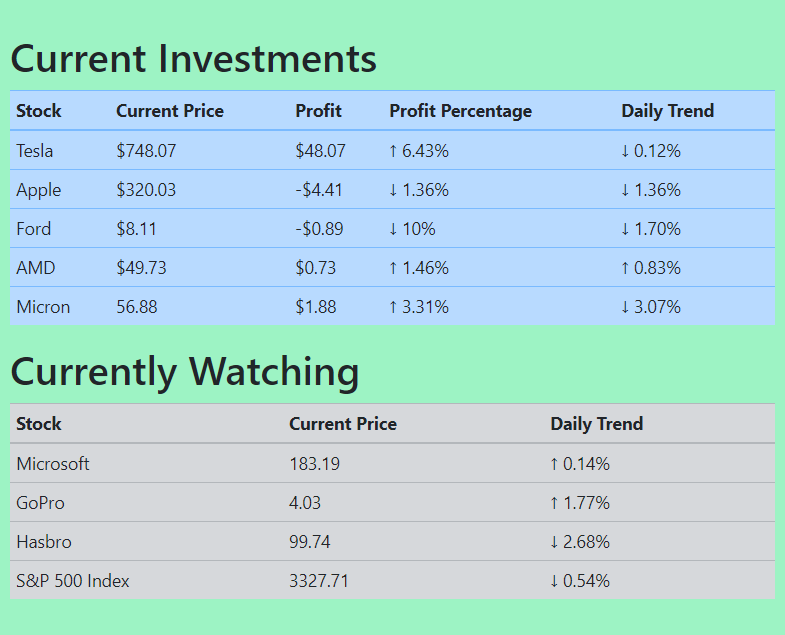 Current Investments
Stock Current Price Profit Profit Percentage Daily Trend
Tesla $748.07 $48.07 ↑ 6.43% ↓ 0.12%
Apple $320.03 -$4.41 ↓ 1.36% ↓ 1.36%
Ford $8.11 -$0.89 ↓ 10% ↓ 1.70%
AMD $49.73 $0.73 ↑ 1.46% ↑ 0.83%
Micron 56.88 $1.88 ↑ 3.31% ↓ 3.07%
Currently Watching
Stock Current Price Daily Trend
Microsoft 183.19 ↑ 0.14%
GoPro 4.03 ↑ 1.77%
Hasbro 99.74 ↓ 2.68%
S&P 500 Index 3327.71 ↓ 0.54%